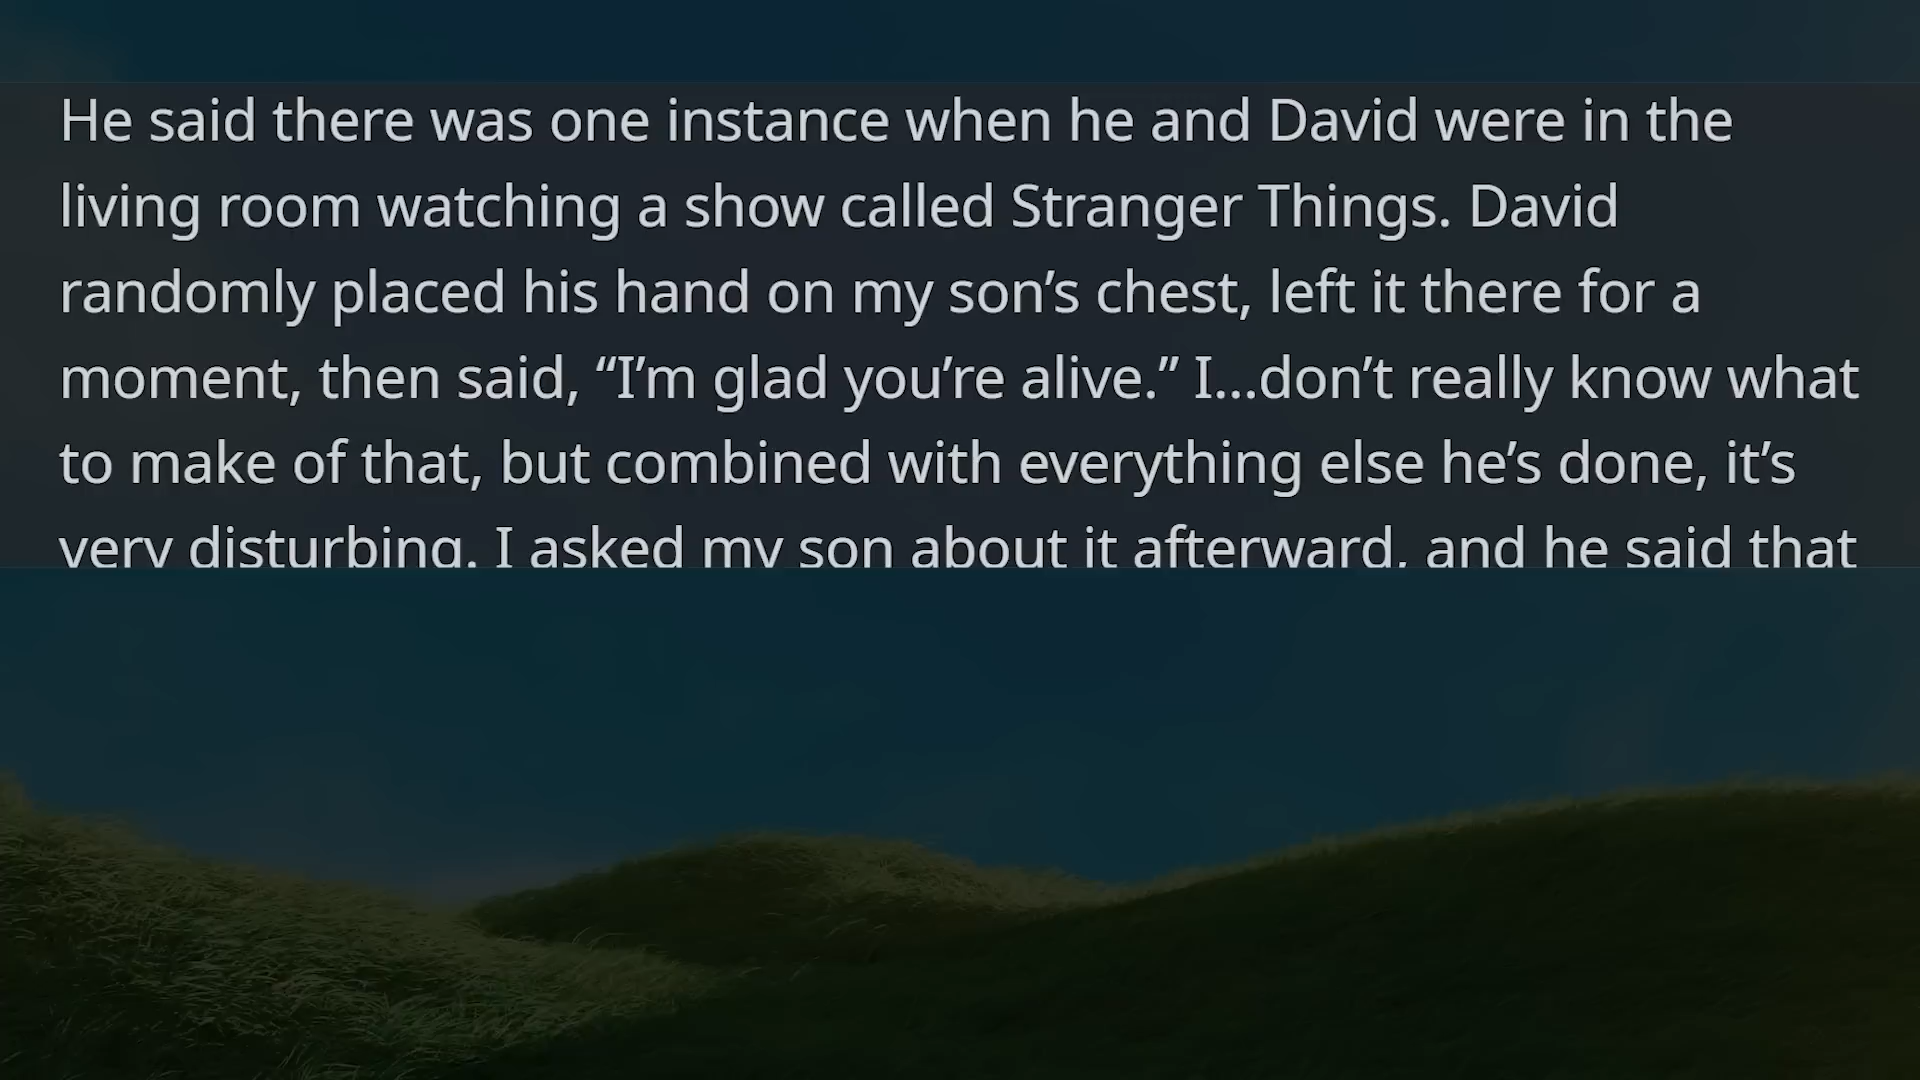 He said there was one instance when he and David were in the
living room watching a show called Stranger Things. David
randomly placed his hand on my son’s chest, left it there for a
moment, then said, “I’m glad you’re alive.” I...don’t really know what
to make of that, but combined with everything else he’s done, it’s
very disturbing. I asked my son about it afterward, and he said that